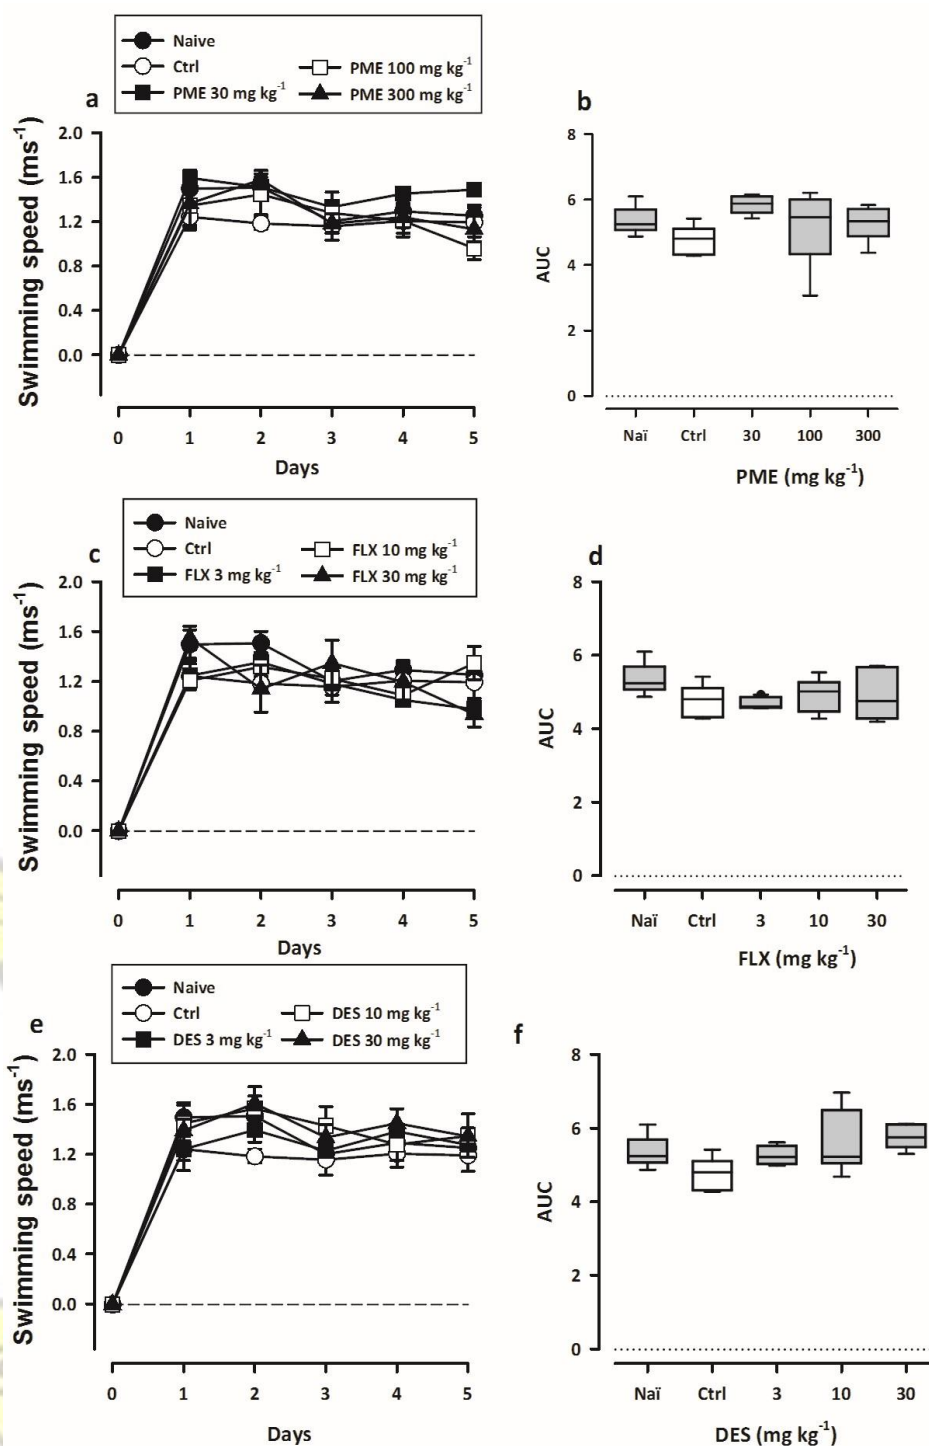 Naive
Ctrl
PME 30 mg kg⁻¹
PME 100 mg kg⁻¹
PME 300 mg kg⁻¹
a
Swimming speed (ms⁻¹)
2.0
1.6
1.2
0.8
0.4
0.0
0 1 2 3 4 5
Days
b
AUC
8
6
4
2
0
Naï Ctrl 30 100 300
PME (mg kg⁻¹)
Naive
Ctrl
FLX 3 mg kg⁻¹
FLX 10 mg kg⁻¹
FLX 30 mg kg⁻¹
c
Swimming speed (ms⁻¹)
2.0
1.6
1.2
0.8
0.4
0.0
0 1 2 3 4 5
Days
d
AUC
8
6
4
2
0
Naï Ctrl 3 10 30
FLX (mg kg⁻¹)
Naive
Ctrl
DES 3 mg kg⁻¹
DES 10 mg kg⁻¹
DES 30 mg kg⁻¹
e
Swimming speed (ms⁻¹)
2.0
1.6
1.2
0.8
0.4
0.0
0 1 2 3 4 5
Days
f
AUC
8
6
4
2
0
Naï Ctrl 3 10 30
DES (mg kg⁻¹)